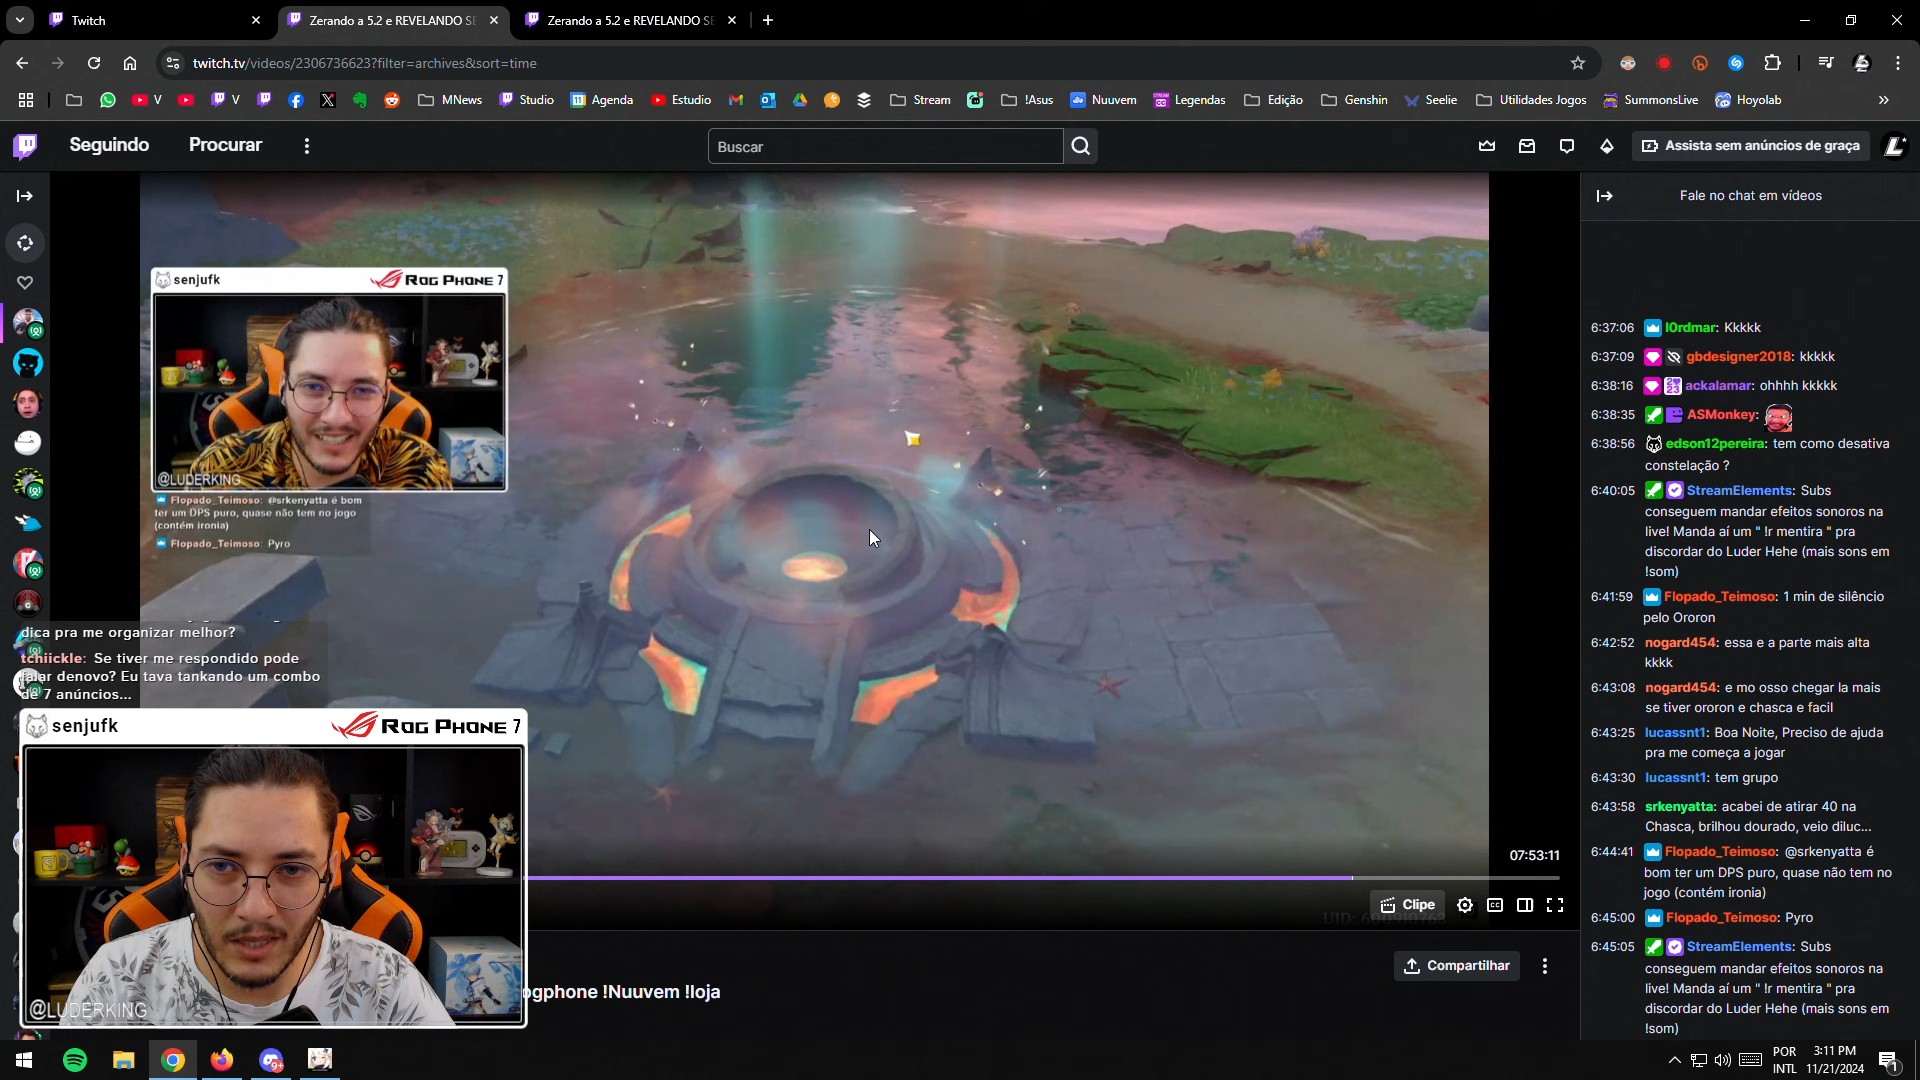 Twitch
Zerando a 5.2 e REVELANDO SE
Zerando a 5.2 e REVELANDO SE
twitch.tv/videos/2306736623?filter=archives&sort=time
V
V
MNews
Studio
Agenda
Estudio
Stream
!Asus
Nuuvem
Legendas
Edição
Genshin
Seelie
Utilidades Jogos
SummonsLive
Hoyolab
Seguindo
Procurar
Buscar
Assista sem anúncios de graça
Fale no chat em vídeos
senjufk
ROG PHONE 7
@LUDERKING
Flopado_Teimoso: @srkenyatta é bom
ter um DPS puro, quase não tem no jogo
(contém ironia)
Flopado_Teimoso: Pyro
dica pra me organizar melhor?
tchiickle: Se tiver me respondido pode
falar denovo? Eu tava tankando um combo
de 7 anúncios...
senjufk
ROG PHONE 7
@LUDERKING
07:53:11
Clipe
UID: 600910763
Compartilhar
ogphone !Nuuvem !loja
6:37:06 l0rdmar: Kkkkk
6:37:09 gbdesigner2018: kkkkk
6:38:16 ackalamar: ohhhh kkkkk
6:38:35 ASMonkey:
6:38:56 edson12pereira: tem como desativa
constelação ?
6:40:05 StreamElements: Subs
conseguem mandar efeitos sonoros na
live! Manda aí um " !r mentira " pra
discordar do Luder Hehe (mais sons em
!som)
6:41:59 Flopado_Teimoso: 1 min de silêncio
pelo Ororon
6:42:52 nogard454: essa e a parte mais alta
kkkk
6:43:08 nogard454: e mo osso chegar la mais
se tiver ororon e chasca e facil
6:43:25 lucassnt1: Boa Noite, Preciso de ajuda
pra me começa a jogar
6:43:30 lucassnt1: tem grupo
6:43:58 srkenyatta: acabei de atirar 40 na
Chasca, brilhou dourado, veio diluc...
6:44:41 Flopado_Teimoso: @srkenyatta é
bom ter um DPS puro, quase não tem no
jogo (contém ironia)
6:45:00 Flopado_Teimoso: Pyro
6:45:05 StreamElements: Subs
conseguem mandar efeitos sonoros na
live! Manda aí um " !r mentira " pra
discordar do Luder Hehe (mais sons em
!som)
9+
POR
INTL
3:11 PM
11/21/2024
1